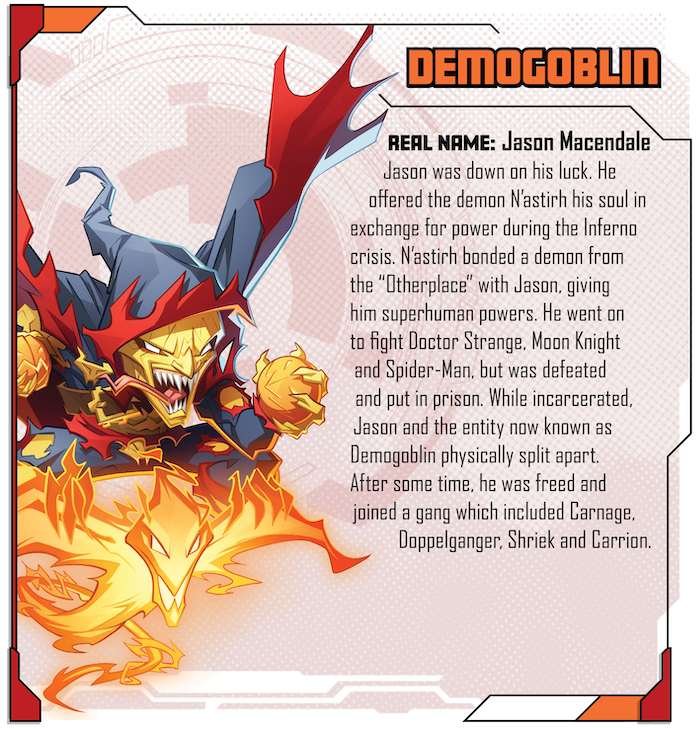 DEMOGOBLIN
REAL NAME: Jason Macendale
Jason was down on his luck. He
offered the demon N’astirh his soul in
exchange for power during the Inferno
crisis. N’astirh bonded a demon from
the “Otherplace” with Jason, giving
him superhuman powers. He went on
to fight Doctor Strange, Moon Knight
and Spider-Man, but was defeated
and put in prison. While incarcerated,
Jason and the entity now known as
Demogoblin physically split apart.
After some time, he was freed and
joined a gang which included Carnage,
Doppelganger, Shriek and Carrion.